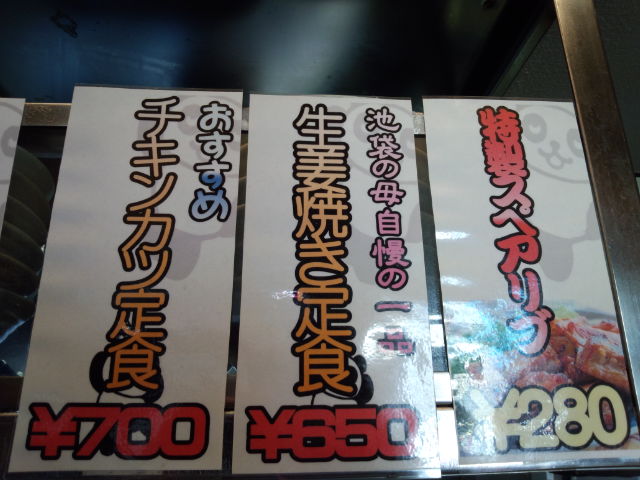 おすすめ
チキンカツ定食
¥700
池袋の母自慢の一品
生姜焼き定食
¥650
特製スペアリブ
¥280